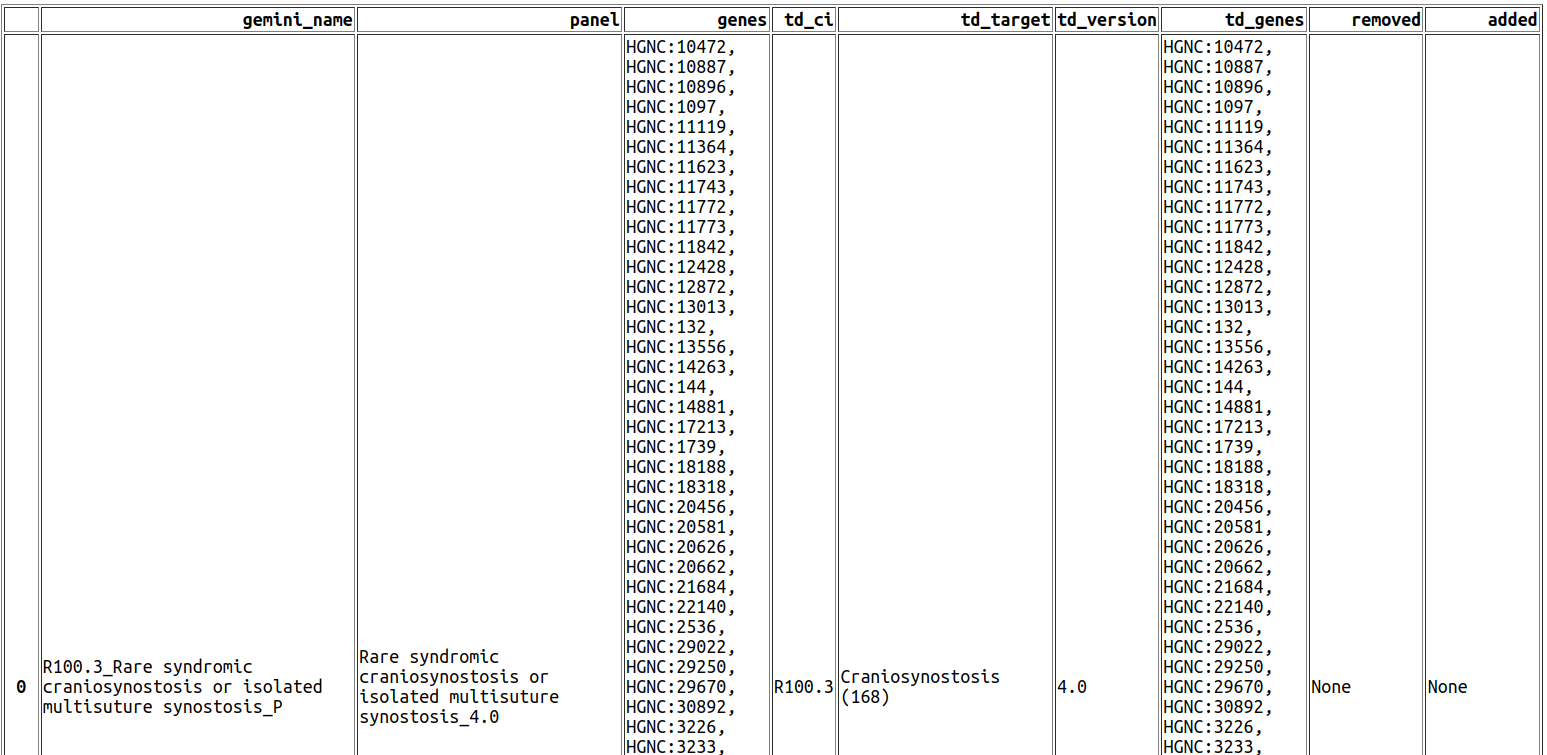 gemini_name panel genes td_ci td_target td_version td_genes removed added
HGNC:10472, HGNC:10472,
HGNC:10887, HGNC:10887,
HGNC:10896, HGNC:10896,
HGNC:1097, HGNC:1097,
HGNC:11119, HGNC:11119,
HGNC:11364, HGNC:11364,
HGNC:11623, HGNC:11623,
HGNC:11743, HGNC:11743,
HGNC:11772, HGNC:11772,
HGNC:11773, HGNC:11773,
HGNC:11842, HGNC:11842,
HGNC:12428, HGNC:12428,
HGNC:12872, HGNC:12872,
HGNC:13013, HGNC:13013,
HGNC:132, HGNC:132,
HGNC:13556, HGNC:13556,
HGNC:14263, HGNC:14263,
HGNC:144, HGNC:144,
HGNC:14881, HGNC:14881,
HGNC:17213, HGNC:17213,
HGNC:1739, HGNC:1739,
HGNC:18188, HGNC:18188,
HGNC:18318, HGNC:18318,
HGNC:20456, HGNC:20456,
HGNC:20581, HGNC:20581,
HGNC:20626, HGNC:20626,
HGNC:20662, HGNC:20662,
HGNC:21684, HGNC:21684,
HGNC:22140, HGNC:22140,
HGNC:2536, HGNC:2536,
HGNC:29022, HGNC:29022,
Rare syndromic
R100.3_Rare syndromic HGNC:29250, HGNC:29250,
craniosynostosis or Craniosynostosis
0 craniosynostosis or isolated HGNC:29670, R100.3 4.0 HGNC:29670, None None
isolated multisuture (168)
multisuture synostosis_P HGNC:30892, HGNC:30892,
synostosis_4.0
HGNC:3226, HGNC:3226,
HGNC:3233, HGNC:3233,